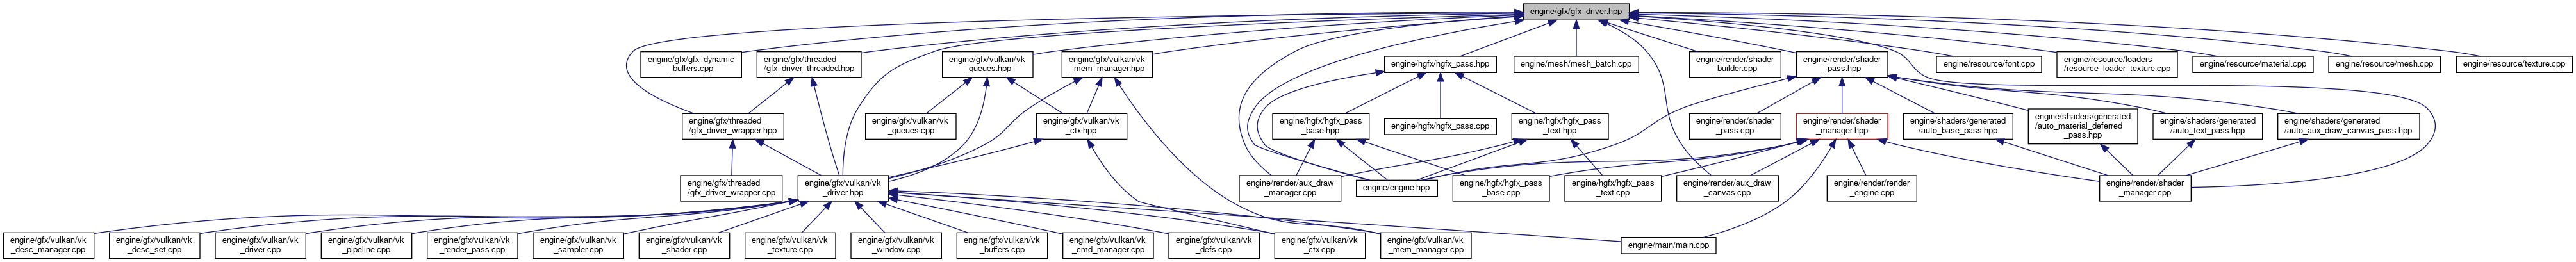 engine/gfx/gfx_driver.hpp
engine/gfx/gfx_dynamic
_buffers.cpp
engine/gfx/threaded
/gfx_driver_threaded.hpp
engine/gfx/vulkan/vk
_queues.hpp
engine/gfx/vulkan/vk
_mem_manager.hpp
engine/hgfx/hgfx_pass.hpp
engine/mesh/mesh_batch.cpp
engine/render/shader
_builder.cpp
engine/render/shader
_pass.hpp
engine/resource/font.cpp
engine/resource/loaders
/resource_loader_texture.cpp
engine/resource/material.cpp
engine/resource/mesh.cpp
engine/resource/texture.cpp
engine/gfx/threaded
/gfx_driver_wrapper.hpp
engine/gfx/vulkan/vk
_queues.cpp
engine/gfx/vulkan/vk
_ctx.hpp
engine/hgfx/hgfx_pass
_base.hpp
engine/hgfx/hgfx_pass.cpp
engine/hgfx/hgfx_pass
_text.hpp
engine/render/shader
_pass.cpp
engine/render/shader
_manager.hpp
engine/shaders/generated
/auto_base_pass.hpp
engine/shaders/generated
/auto_material_deferred
_pass.hpp
engine/shaders/generated
/auto_text_pass.hpp
engine/shaders/generated
/auto_aux_draw_canvas_pass.hpp
engine/gfx/threaded
/gfx_driver_wrapper.cpp
engine/gfx/vulkan/vk
_driver.hpp
engine/render/aux_draw
_manager.cpp
engine/engine.hpp
engine/hgfx/hgfx_pass
_base.cpp
engine/hgfx/hgfx_pass
_text.cpp
engine/render/aux_draw
_canvas.cpp
engine/render/render
_engine.cpp
engine/render/shader
_manager.cpp
engine/gfx/vulkan/vk
_desc_manager.cpp
engine/gfx/vulkan/vk
_desc_set.cpp
engine/gfx/vulkan/vk
_driver.cpp
engine/gfx/vulkan/vk
_pipeline.cpp
engine/gfx/vulkan/vk
_render_pass.cpp
engine/gfx/vulkan/vk
_sampler.cpp
engine/gfx/vulkan/vk
_shader.cpp
engine/gfx/vulkan/vk
_texture.cpp
engine/gfx/vulkan/vk
_window.cpp
engine/gfx/vulkan/vk
_buffers.cpp
engine/gfx/vulkan/vk
_cmd_manager.cpp
engine/gfx/vulkan/vk
_defs.cpp
engine/gfx/vulkan/vk
_ctx.cpp
engine/gfx/vulkan/vk
_mem_manager.cpp
engine/main/main.cpp